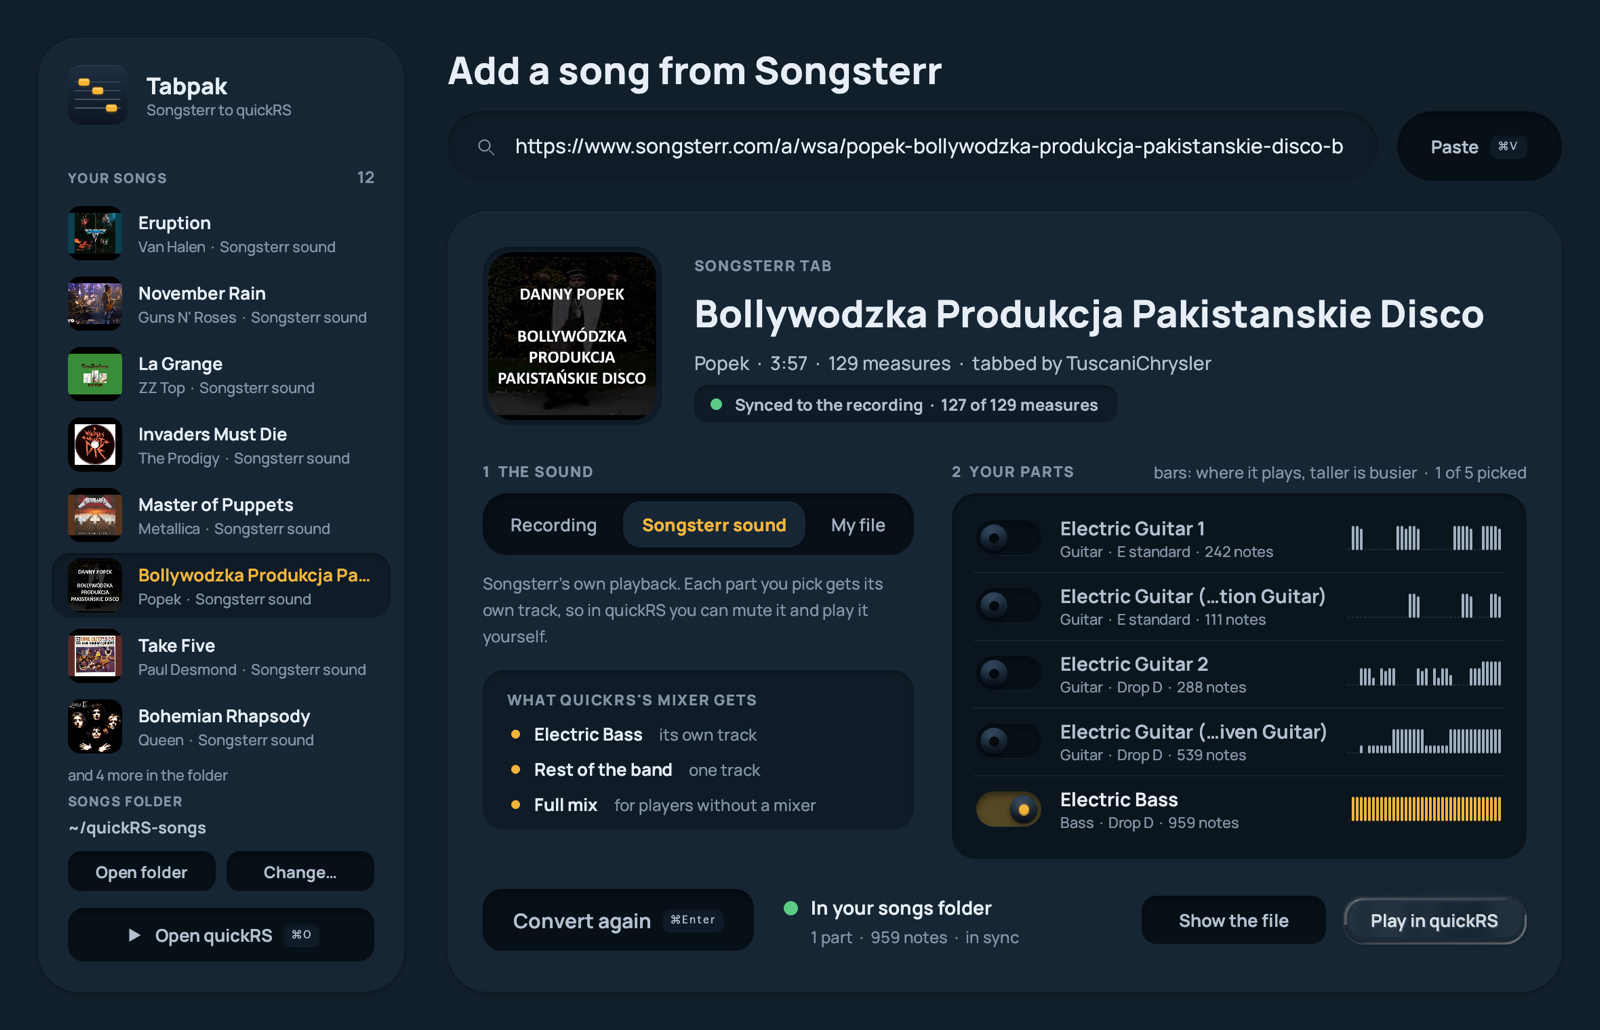 Tabpak
Songsterr to quickRS
YOUR SONGS 12
Eruption
Van Halen · Songsterr sound
November Rain
Guns N' Roses · Songsterr sound
La Grange
ZZ Top · Songsterr sound
Invaders Must Die
The Prodigy · Songsterr sound
Master of Puppets
Metallica · Songsterr sound
Bollywodzka Produkcja Pa...
Popek · Songsterr sound
Take Five
Paul Desmond · Songsterr sound
Bohemian Rhapsody
Queen · Songsterr sound
and 4 more in the folder
SONGS FOLDER
~/quickRS-songs
Open folder
Change...
Open quickRS ⌘O
Add a song from Songsterr
https://www.songsterr.com/a/wsa/popek-bollywodzka-produkcja-pakistanskie-disco-b
Paste ⌘V
DANNY POPEK
BOLLYWÓDZKA
PRODUKCJA
PAKISTAŃSKIE DISCO
SONGSTERR TAB
Bollywodzka Produkcja Pakistanskie Disco
Popek · 3:57 · 129 measures · tabbed by TuscaniChrysler
Synced to the recording · 127 of 129 measures
1 THE SOUND
Recording
Songsterr sound
My file
Songsterr's own playback. Each part you pick gets its
own track, so in quickRS you can mute it and play it
yourself.
WHAT QUICKRS'S MIXER GETS
Electric Bass its own track
Rest of the band one track
Full mix for players without a mixer
2 YOUR PARTS bars: where it plays, taller is busier · 1 of 5 picked
Electric Guitar 1
Guitar · E standard · 242 notes
Electric Guitar (...tion Guitar)
Guitar · E standard · 111 notes
Electric Guitar 2
Guitar · Drop D · 288 notes
Electric Guitar (...iven Guitar)
Guitar · Drop D · 539 notes
Electric Bass
Bass · Drop D · 959 notes
Convert again ⌘Enter
In your songs folder
1 part · 959 notes · in sync
Show the file
Play in quickRS